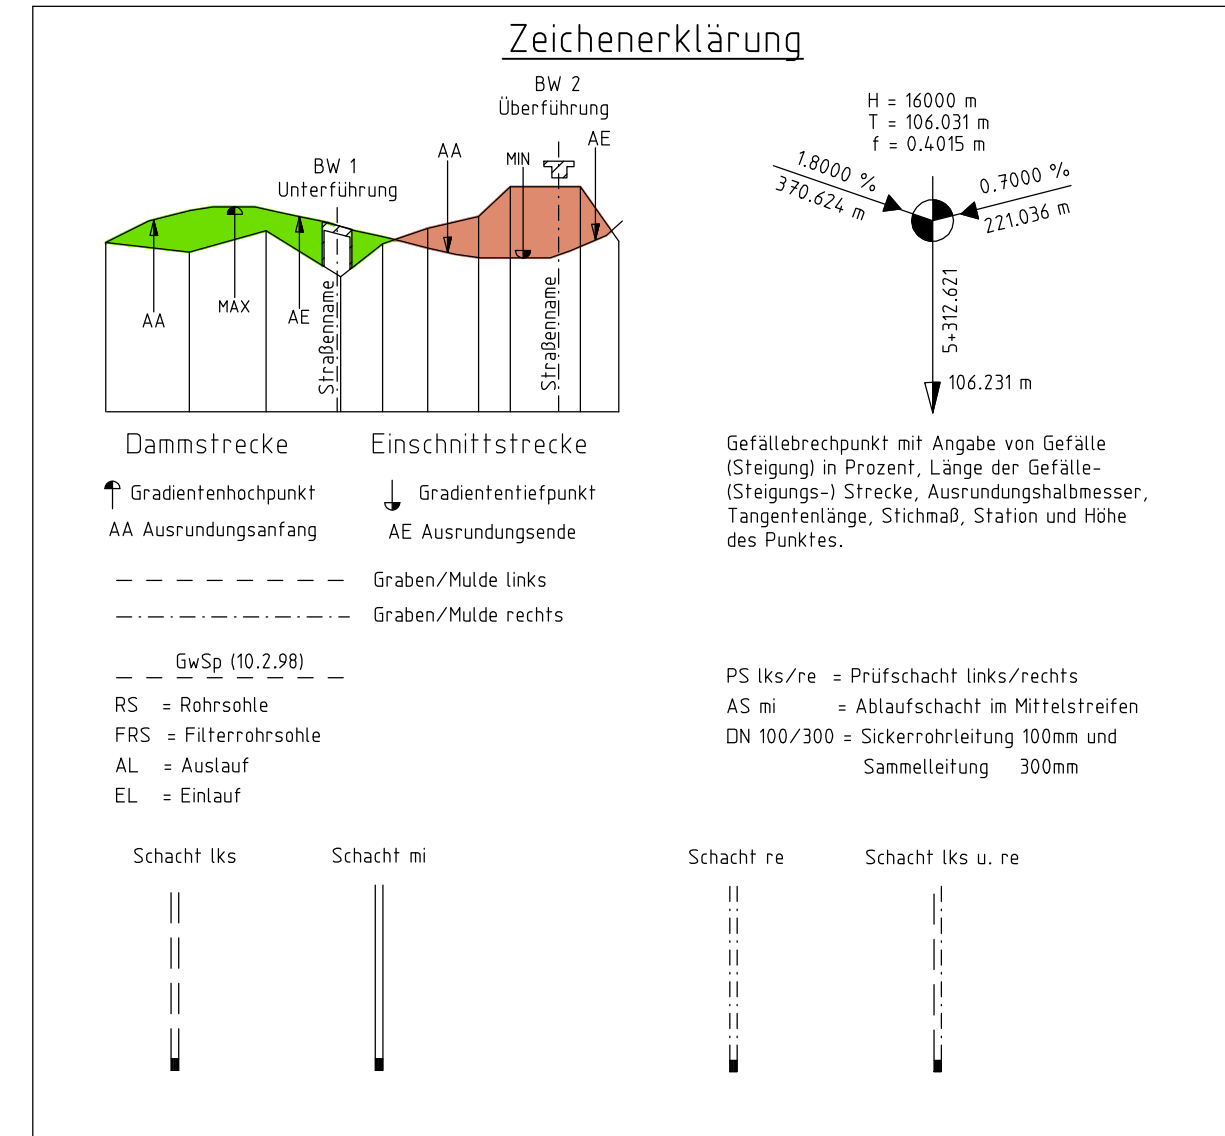 Zeichenerklärung
BW 2
Überführung
AE
AA
MIN
BW 1
Unterführung
AA
MAX
AE
Straßenname
Straßenname
H = 16000 m
T = 106.031 m
f = 0.4015 m
1.8000 %
370.624 m
0.7000 %
221.036 m
5+312.621
106.231 m
Dammstrecke
Einschnittstrecke
Gradientenhochpunkt
Gradiententiefpunkt
AA Ausrundungsanfang
AE Ausrundungsende
Gefällebrechpunkt mit Angabe von Gefälle
(Steigung) in Prozent, Länge der Gefälle-
(Steigungs-) Strecke, Ausrundungshalbmesser,
Tangentenlänge, Stichmaß, Station und Höhe
des Punktes.
Graben/Mulde links
Graben/Mulde rechts
GwSp (10.2.98)
RS = Rohrsohle
FRS = Filterrohrsohle
AL = Auslauf
EL = Einlauf
PS lks/re = Prüfschacht links/rechts
AS mi = Ablaufschacht im Mittelstreifen
DN 100/300 = Sickerrohrleitung 100mm und
Sammelleitung 300mm
Schacht lks
Schacht mi
Schacht re
Schacht lks u. re